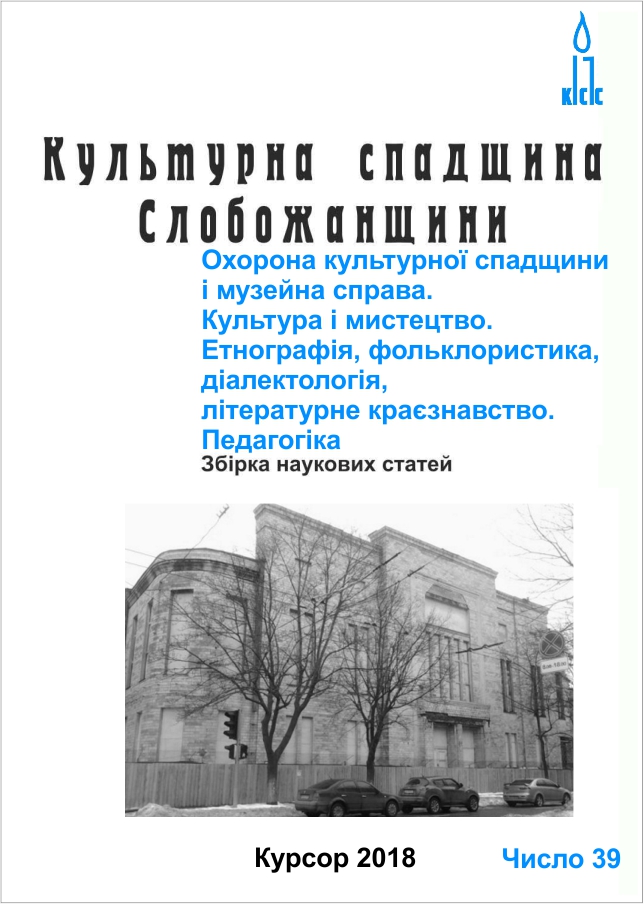 КСС
Культурна спадщина
Слобожанщини
Охорона культурної спадщини
і музейна справа.
Культура і мистецтво.
Етнографія, фольклористика,
діалектологія,
літературне краєзнавство.
Педагогіка
Збірка наукових статей
Курсор 2018
Число 39